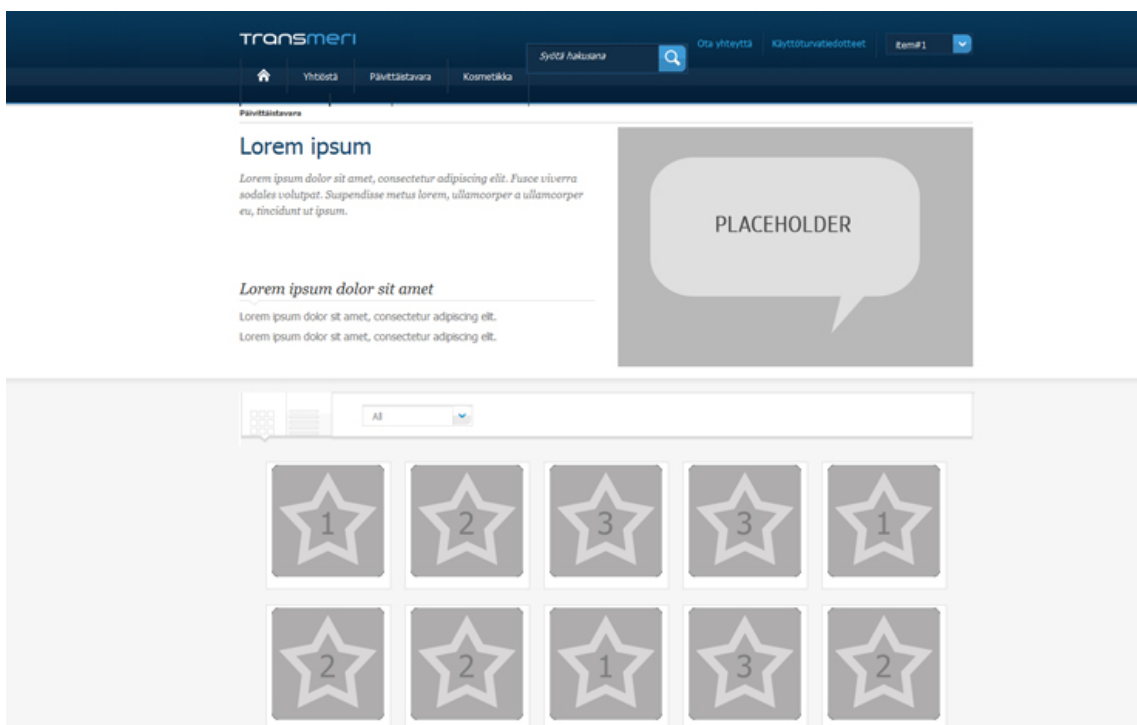 Transmeri
Syötä hakusana
Ota yhteyttä Käyttöturvatiedotteet item#1
Yhtiöstä Päivittäistavara Kosmetiikka
Päivittäistavara
Lorem ipsum
Lorem ipsum dolor sit amet, consectetur adipiscing elit. Fusce viverra
sodales volutpat. Suspendisse metus lorem, ullamcorper a ullamcorper
eu, tincidunt ut ipsum.
PLACEHOLDER
Lorem ipsum dolor sit amet
Lorem ipsum dolor sit amet, consectetur adipiscing elit.
Lorem ipsum dolor sit amet, consectetur adipiscing elit.
All
1 2 3 3 1
2 2 1 3 2